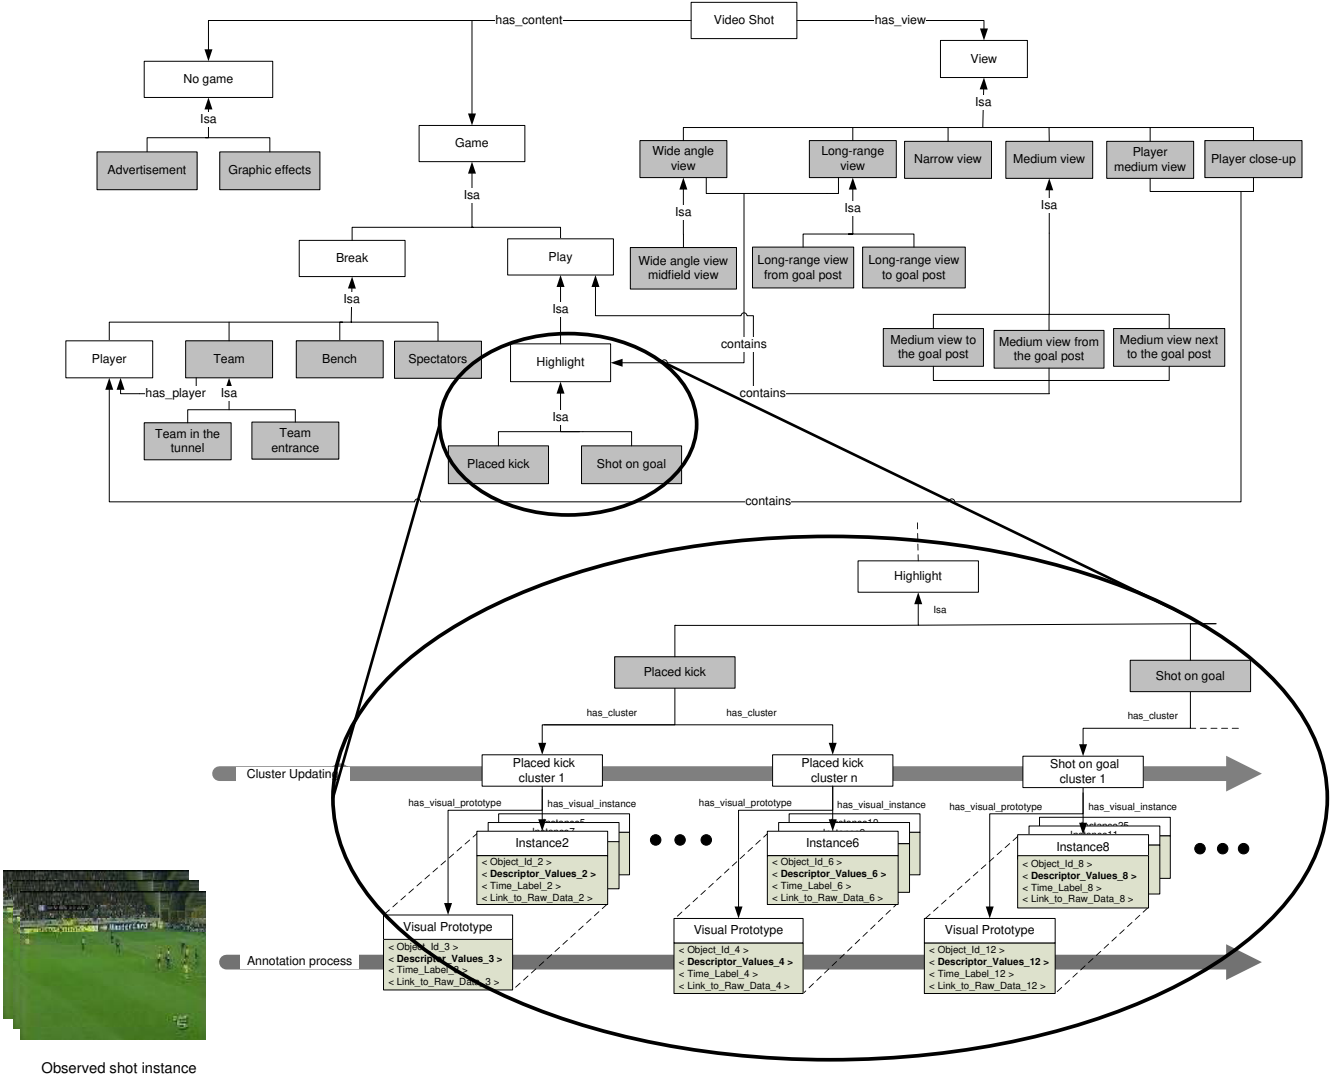 has_content
Video Shot
has_view
No game
View
Isa
Isa
Game
Advertisement
Graphic effects
Wide angle
view
Long-range
view
Narrow view
Medium view
Player
medium view
Player close-up
Isa
Isa
Isa
Isa
Break
Play
Wide angle view
midfield view
Long-range view
from goal post
Long-range view
to goal post
Isa
Isa
contains
Medium view to
the goal post
Medium view from
the goal post
Medium view next
to the goal post
Player
Team
Bench
Spectators
Highlight
has_player
Isa
contains
Isa
Team in the
tunnel
Team
entrance
Placed kick
Shot on goal
contains
Highlight
Isa
Placed kick
Shot on goal
has_cluster
has_cluster
has_cluster
Cluster Updating
Placed kick
cluster 1
Placed kick
cluster n
Shot on goal
cluster 1
has_visual_prototype
has_visual_instance
has_visual_prototype
has_visual_instance
has_visual_prototype
has_visual_instance
Instance2
< Object_Id_2 >
< Descriptor_Values_2 >
< Time_Label_2 >
< Link_to_Raw_Data_2 >
Instance6
< Object_Id_6 >
< Descriptor_Values_6 >
< Time_Label_6 >
< Link_to_Raw_Data_6 >
Instance8
< Object_Id_8 >
< Descriptor_Values_8 >
< Time_Label_8 >
< Link_to_Raw_Data_8 >
Annotation process
Visual Prototype
< Object_Id_3 >
< Descriptor_Values_3 >
< Time_Label_3 >
< Link_to_Raw_Data_3 >
Visual Prototype
< Object_Id_4 >
< Descriptor_Values_4 >
< Time_Label_4 >
< Link_to_Raw_Data_4 >
Visual Prototype
< Object_Id_12 >
< Descriptor_Values_12 >
< Time_Label_12 >
< Link_to_Raw_Data_12 >
MasterCard
Observed shot instance